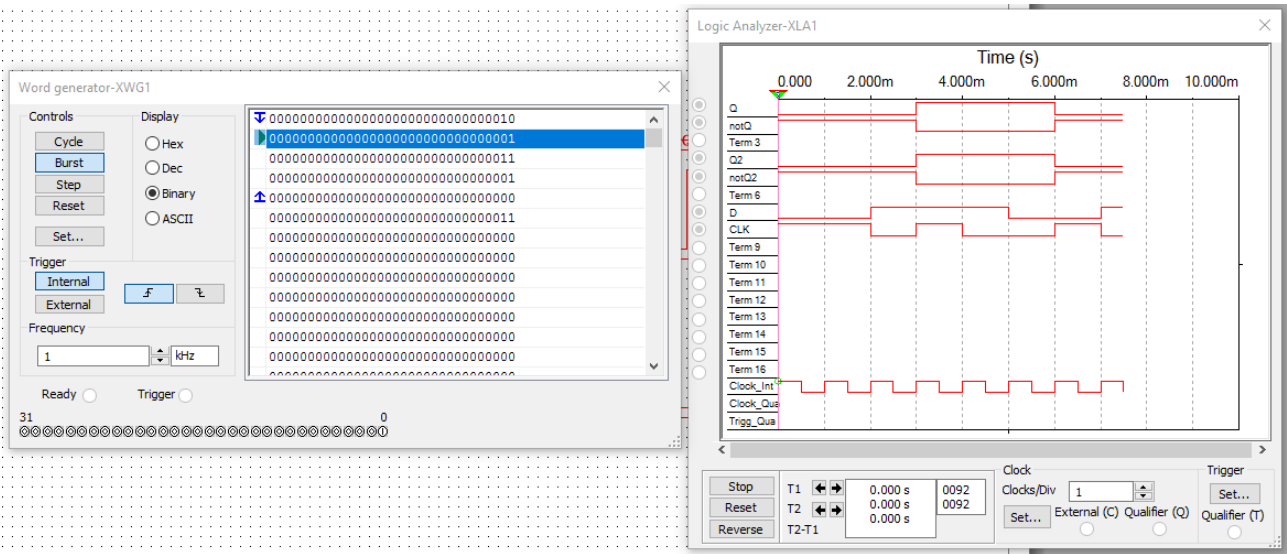 Word generator-XWG1
Controls
Cycle
Burst
Step
Reset
Set...
Display
Hex
Dec
Binary
ASCII
Trigger
Internal
External
Frequency
1
kHz
Ready
Trigger
00000000000000000000000000000010
00000000000000000000000000000001
00000000000000000000000000000011
00000000000000000000000000000001
00000000000000000000000000000000
00000000000000000000000000000011
00000000000000000000000000000000
00000000000000000000000000000000
00000000000000000000000000000000
00000000000000000000000000000000
00000000000000000000000000000000
00000000000000000000000000000000
00000000000000000000000000000000
31 0
Logic Analyzer-XLA1
Time (s)
0.000 2.000m 4.000m 6.000m 8.000m 10.000m
Q
notQ
Term 3
Q2
notQ2
Term 6
D
CLK
Term 9
Term 10
Term 11
Term 12
Term 13
Term 14
Term 15
Term 16
Clook_Int
Clock_Qua
Trigg_Qua
Stop
Reset
Reverse
T1 0.000 s 0092
T2 0.000 s 0092
T2-T1 0.000 s
Clock
Clocks/Div 1
Set...
External (C) Qualifier (Q)
Trigger
Set...
Qualifier (T)